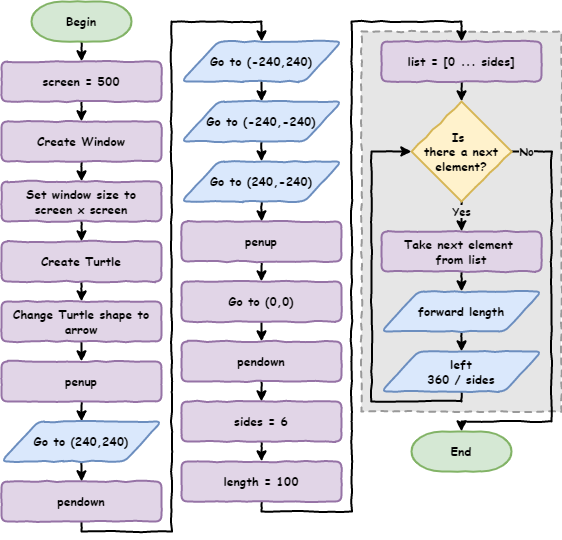 Begin
screen = 500
Create Window
Set window size to
screen x screen
Create Turtle
Change Turtle shape to
arrow
penup
Go to (240,240)
pendown
Go to (-240,240)
Go to (-240,-240)
Go to (240,-240)
penup
Go to (0,0)
pendown
sides = 6
length = 100
list = [0 ... sides]
Is
there a next
element?
No
Yes
Take next element
from list
forward length
left
360 / sides
End